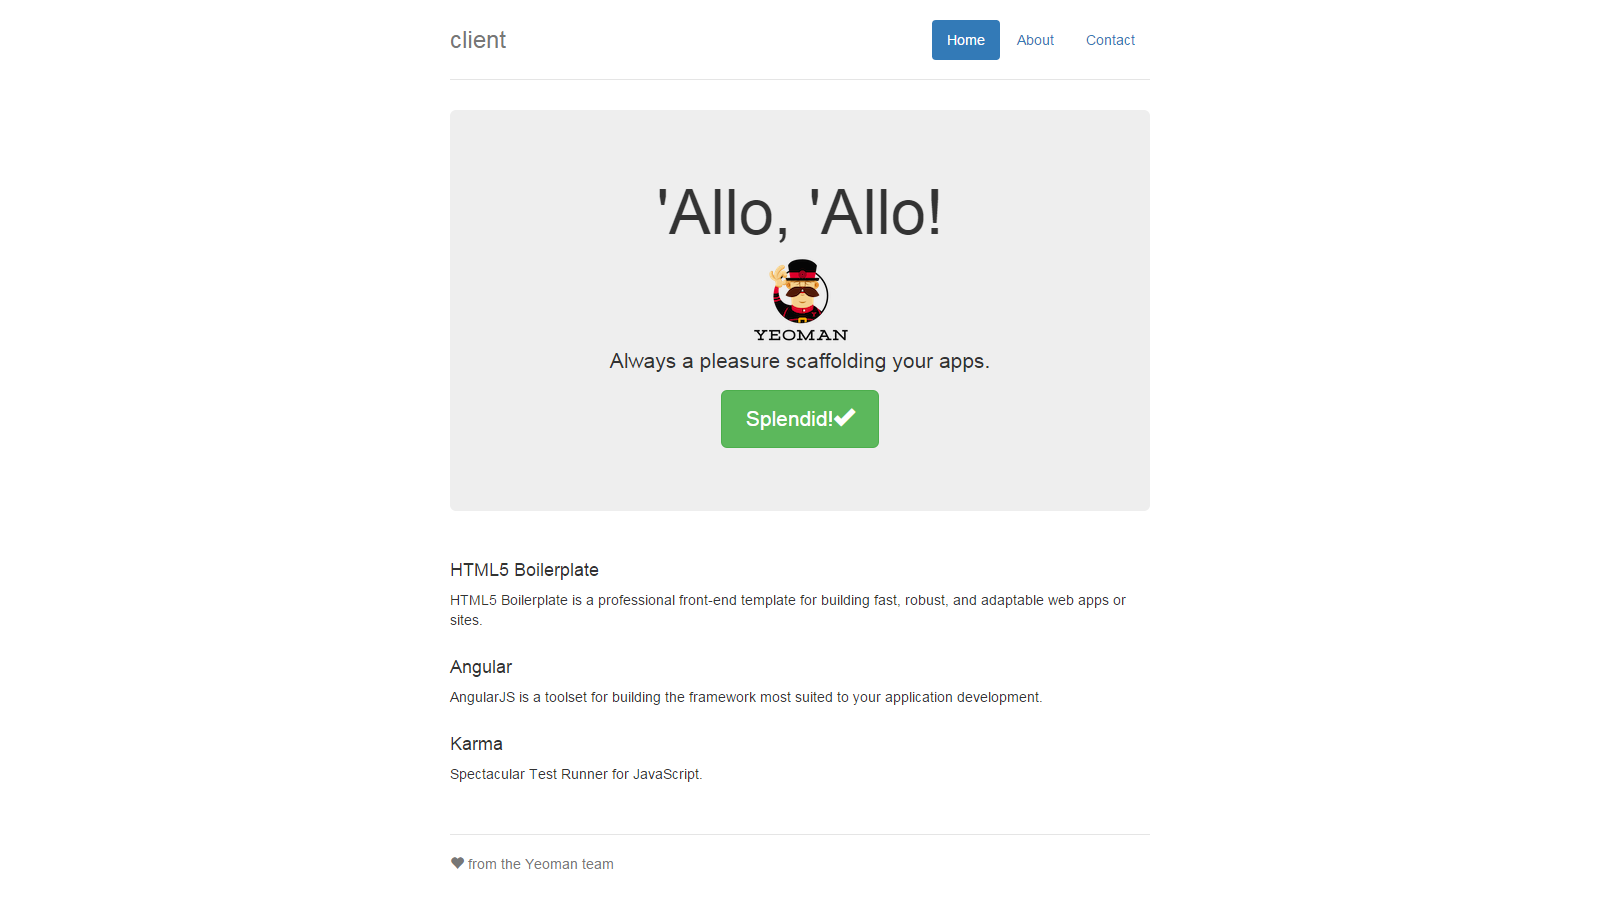 client
Home
About
Contact
'Allo, 'Allo!
YEOMAN
Always a pleasure scaffolding your apps.
Splendid!
HTML5 Boilerplate
HTML5 Boilerplate is a professional front-end template for building fast, robust, and adaptable web apps or
sites.
Angular
AngularJS is a toolset for building the framework most suited to your application development.
Karma
Spectacular Test Runner for JavaScript.
from the Yeoman team